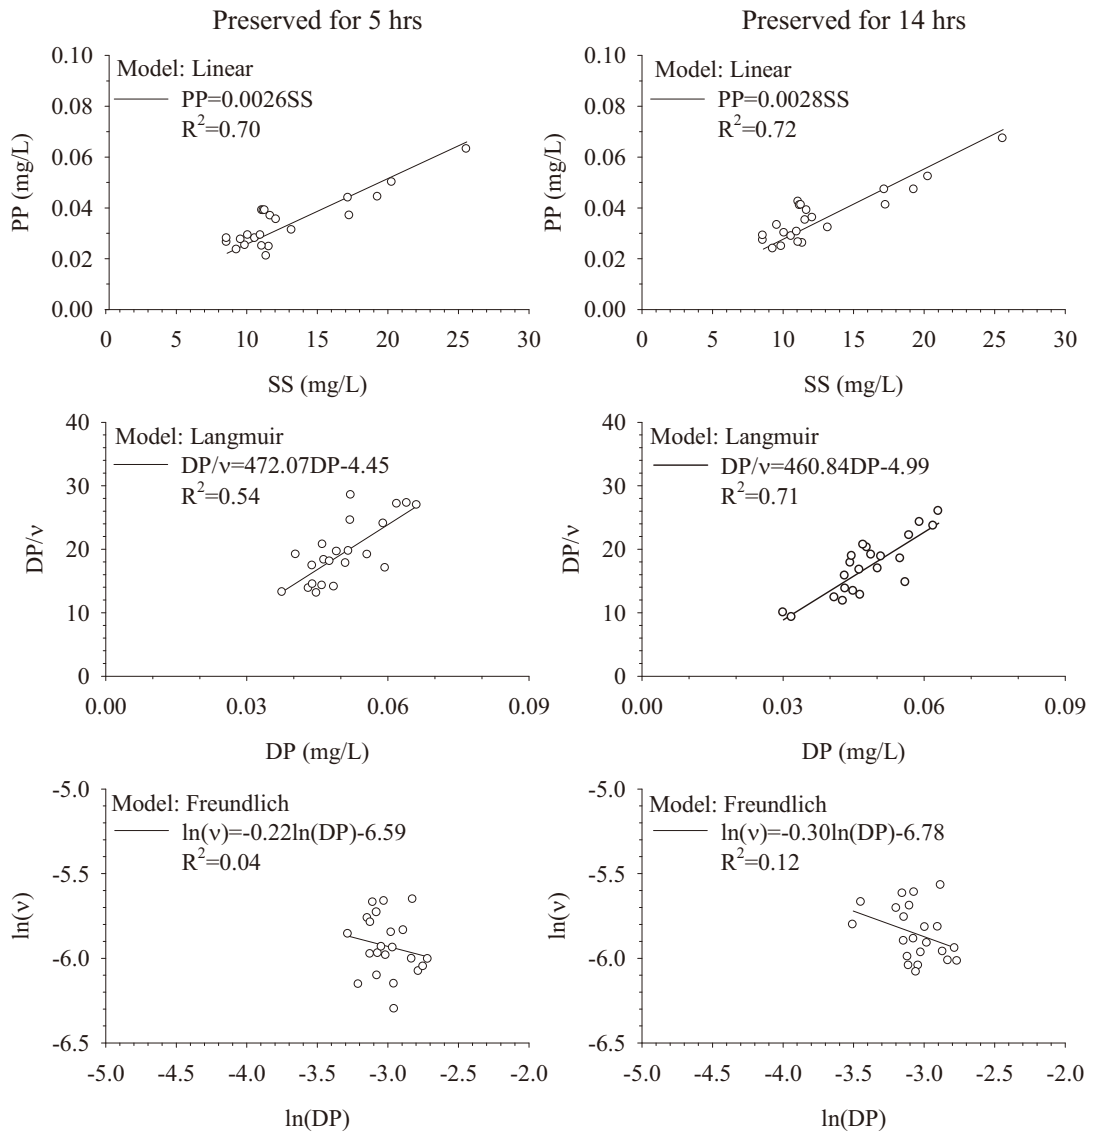 Preserved for 5 hrs
Preserved for 14 hrs
0.10
0.08
0.06
0.04
0.02
0.00
PP (mg/L)
Model: Linear
PP=0.0026SS
R²=0.70
0 5 10 15 20 25 30
SS (mg/L)
0.10
0.08
0.06
0.04
0.02
0.00
PP (mg/L)
Model: Linear
PP=0.0028SS
R²=0.72
0 5 10 15 20 25 30
SS (mg/L)
40
30
20
10
0
DP/ν
Model: Langmuir
DP/ν=472.07DP-4.45
R²=0.54
0.00 0.03 0.06 0.09
DP (mg/L)
40
30
20
10
0
DP/ν
Model: Langmuir
DP/ν=460.84DP-4.99
R²=0.71
0.00 0.03 0.06 0.09
DP (mg/L)
-5.0
-5.5
-6.0
-6.5
ln(ν)
Model: Freundlich
ln(ν)=-0.22ln(DP)-6.59
R²=0.04
-5.0 -4.5 -4.0 -3.5 -3.0 -2.5 -2.0
ln(DP)
-5.0
-5.5
-6.0
-6.5
ln(ν)
Model: Freundlich
ln(ν)=-0.30ln(DP)-6.78
R²=0.12
-5.0 -4.5 -4.0 -3.5 -3.0 -2.5 -2.0
ln(DP)